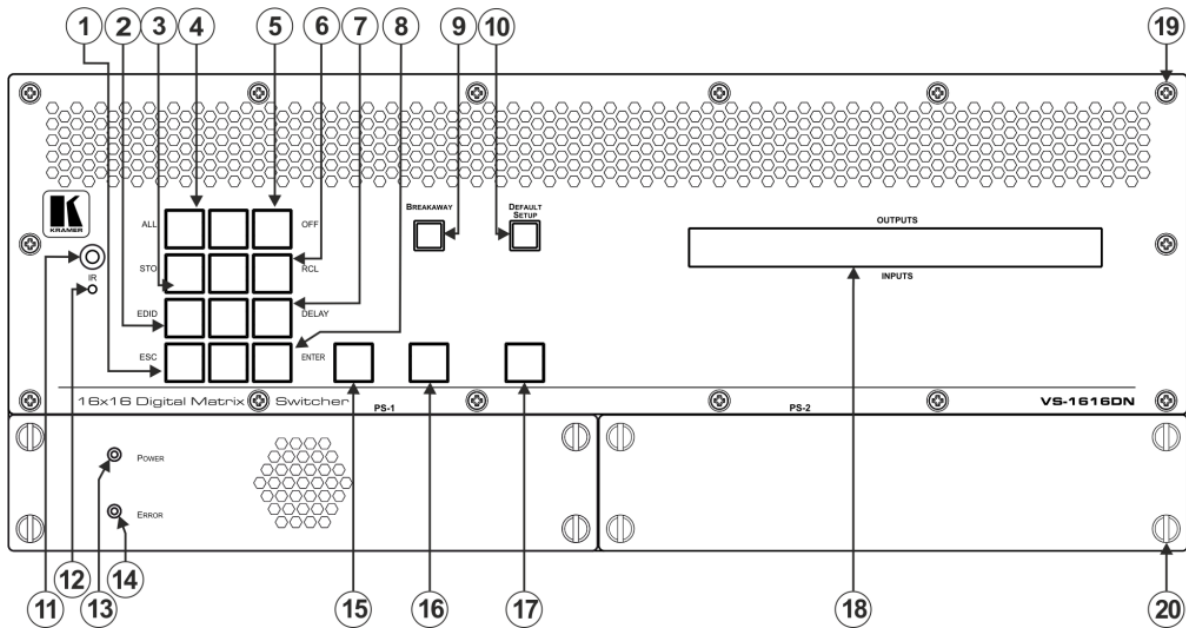 1 2 3 4 5 6 7 8 9 10 19
ALL OFF BREAKAWAY DEFAULT SETUP OUTPUTS
K
KRAMER
STO RCL INPUTS
IR
EDID DELAY
ESC ENTER
16x16 Digital Matrix Switcher PS-1 PS-2 VS-1616DN
POWER
ERROR
11 12 13 14 15 16 17 18 20